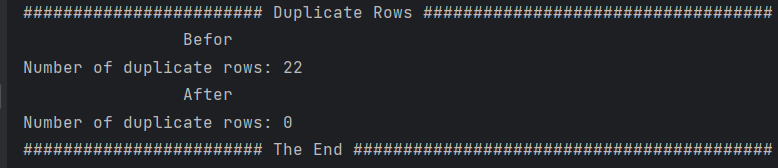 ######################## Duplicate Rows ###################################
Befor
Number of duplicate rows: 22
After
Number of duplicate rows: 0
######################## The End ##########################################